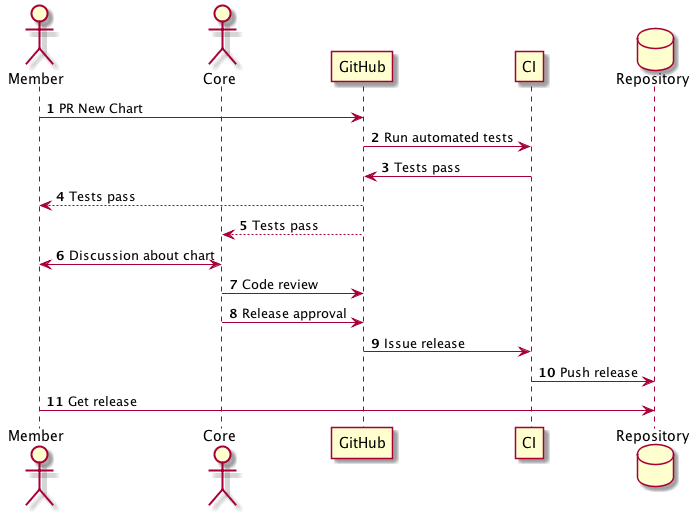 Member
Core
GitHub
CI
Repository
1 PR New Chart
2 Run automated tests
3 Tests pass
4 Tests pass
5 Tests pass
6 Discussion about chart
7 Code review
8 Release approval
9 Issue release
10 Push release
11 Get release
Member
Core
GitHub
CI
Repository